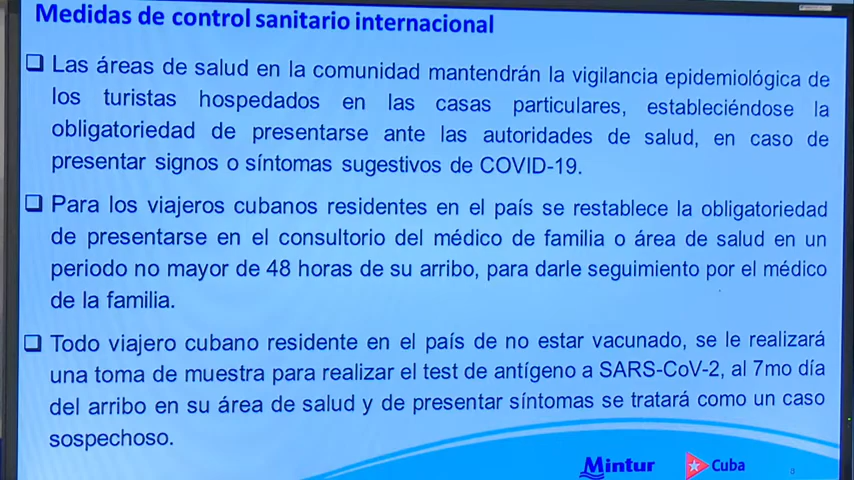 Medidas de control sanitario internacional
Las áreas de salud en la comunidad mantendrán la vigilancia epidemiológica de
los turistas hospedados en las casas particulares, estableciéndose la
obligatoriedad de presentarse ante las autoridades de salud, en caso de
presentar signos o síntomas sugestivos de COVID-19.
Para los viajeros cubanos residentes en el país se restablece la obligatoriedad
de presentarse en el consultorio del médico de familia o área de salud en un
periodo no mayor de 48 horas de su arribo, para darle seguimiento por el médico
de la familia.
Todo viajero cubano residente en el país de no estar vacunado, se le realizará
una toma de muestra para realizar el test de antígeno a SARS-CoV-2, al 7mo día
del arribo en su área de salud y de presentar síntomas se tratará como un caso
sospechoso.
Mintur Cuba